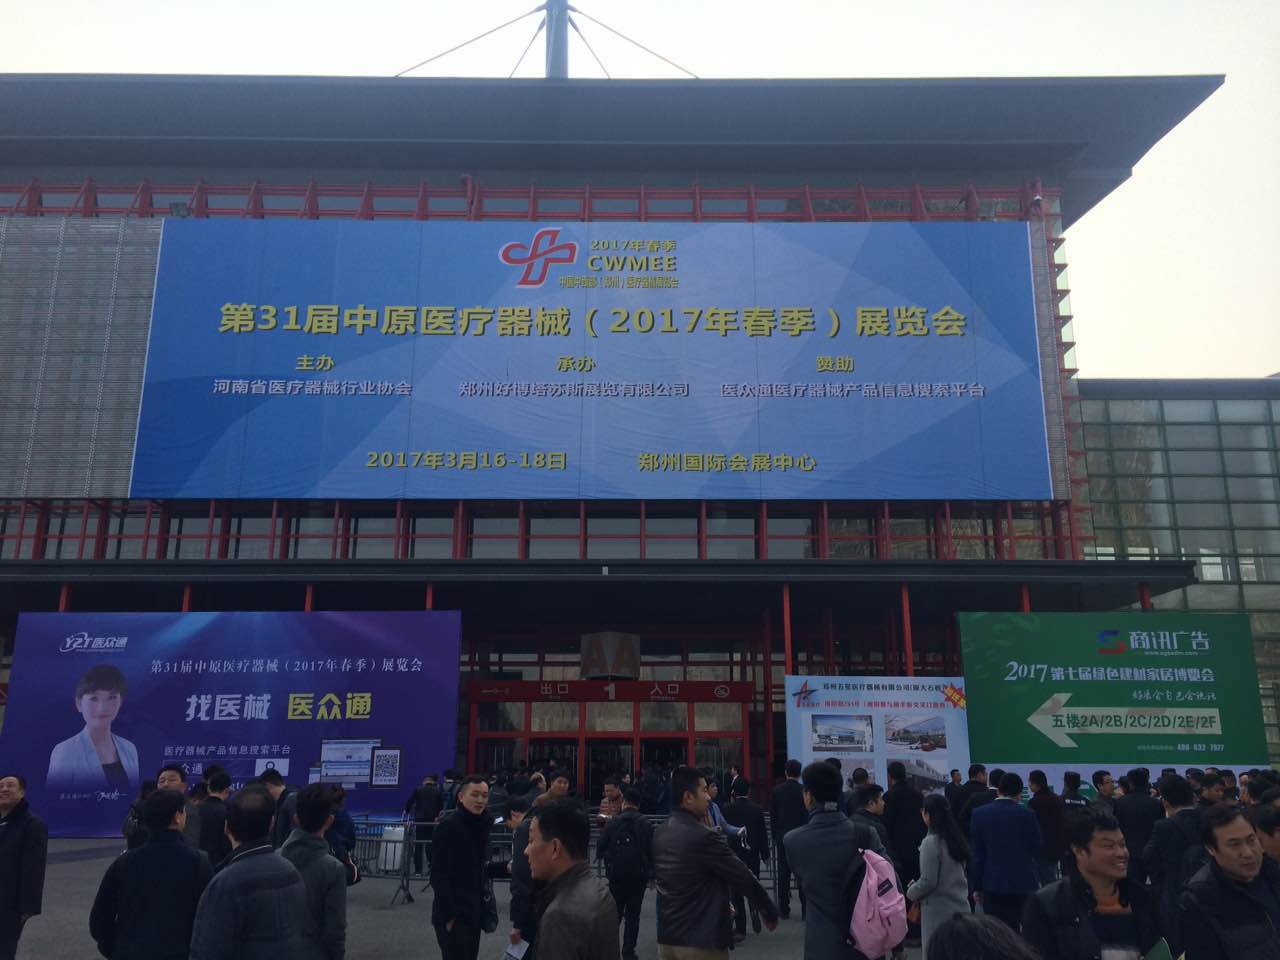 2017年春季
CWMEE
第31届中原医疗器械（2017年春季）展览会
主办
承办
赞助
河南省医疗器械行业协会
郑州好博塔苏斯展览有限公司
医众通医疗器械产品信息搜索平台
2017年3月16-18日
郑州国际会展中心
YZT医众通
第31届中原医疗器械（2017年春季）展览会
找医械 医众通
医疗器械产品信息搜索平台
出口 1 入口
商讯广告
2017第七届绿色建材家居博览会
五楼2A/2B/2C/2D/2E/2F